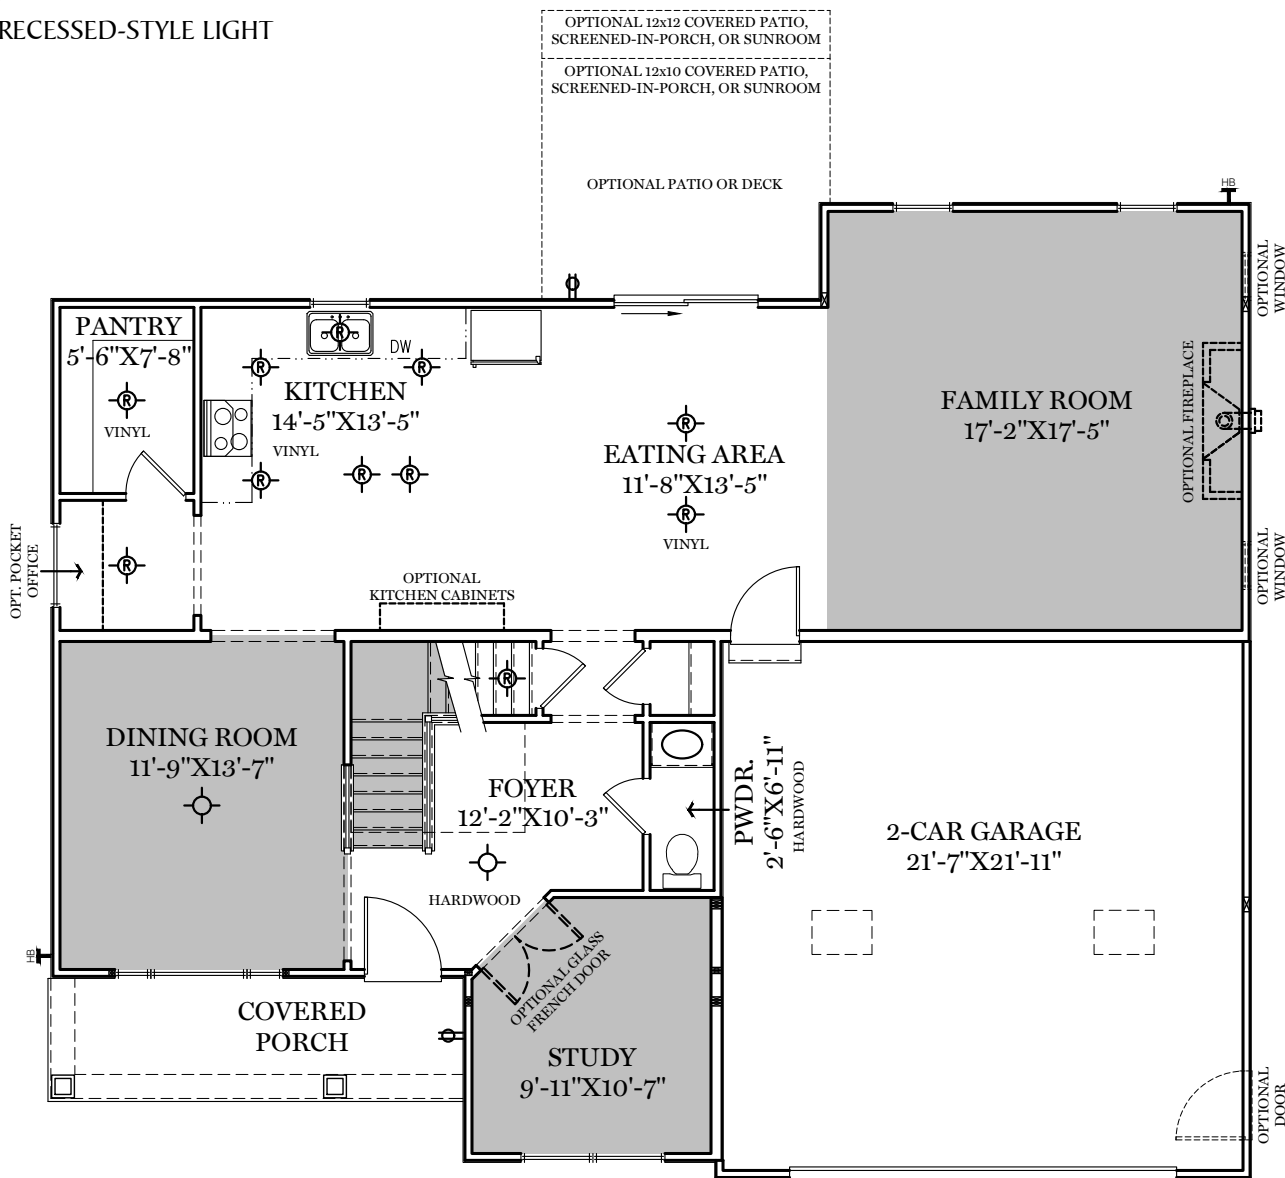 RECESSED-STYLE LIGHT
OPTIONAL 12x12 COVERED PATIO,
SCREENED-IN-PORCH, OR SUNROOM
OPTIONAL 12x10 COVERED PATIO,
SCREENED-IN-PORCH, OR SUNROOM
OPTIONAL PATIO OR DECK
HB
OPTIONAL
WINDOW
PANTRY
5'-6"X7'-8"
R
VINYL
R
DW
R
R
KITCHEN
14'-5"X13'-5"
VINYL
R
R
R
R
EATING AREA
11'-8"X13'-5"
R
VINYL
FAMILY ROOM
17'-2"X17'-5"
OPTIONAL FIREPLACE
OPTIONAL
WINDOW
OPT. POCKET
OFFICE
R
OPTIONAL
KITCHEN CABINETS
R
DINING ROOM
11'-9"X13'-7"
FOYER
12'-2"X10'-3"
HARDWOOD
PWDR.
2'-6"X6'-11"
HARDWOOD
2-CAR GARAGE
21'-7"X21'-11"
HB
OPTIONAL GLASS
FRENCH DOOR
COVERED
PORCH
STUDY
9'-11"X10'-7"
OPTIONAL
DOOR